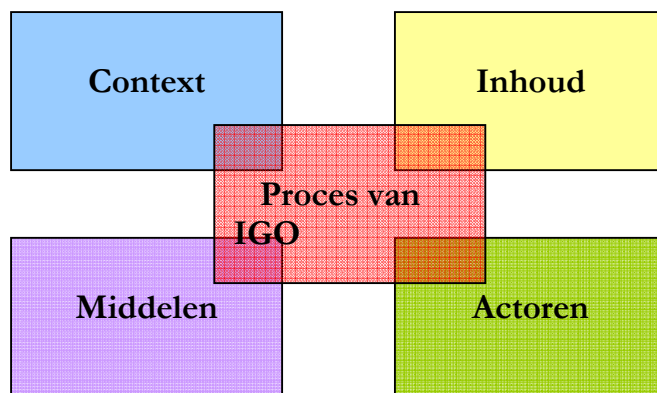 Context
Inhoud
Proces van
IGO
Middelen
Actoren